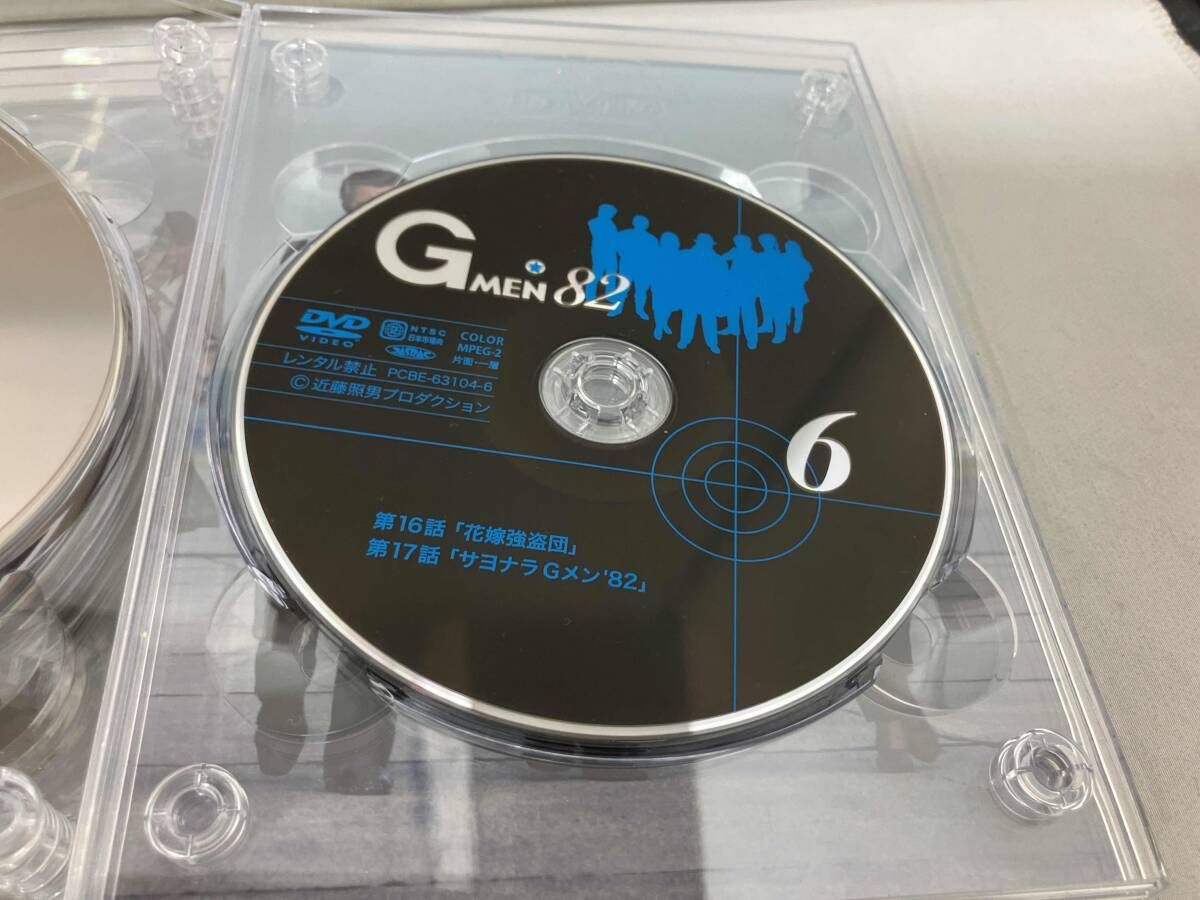 G MEN '82
DVD
VIDEO
NTSC
日本市場向
COLOR
MPEG-2
片面・一層
レンタル禁止 PCBE-63104-6
©近藤照男プロダクション
6
第16話「花嫁強盗団」
第17話「サヨナラGメン'82」